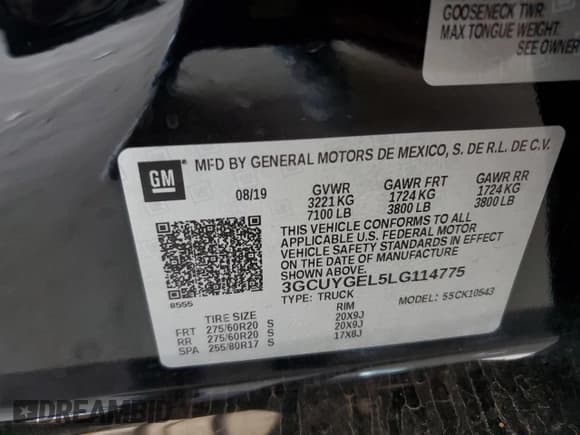 GOOSENECK TWR.
MAX TONGUE WEIGHT.
SEE OWNER
GM
MFD BY GENERAL MOTORS DE MEXICO, S. DE R.L. DE C.V.
08/19 GVWR GAWR FRT GAWR RR
3221 KG 1724 KG 1724 KG
7100 LB 3800 LB 3800 LB
THIS VEHICLE CONFORMS TO ALL
APPLICABLE U.S. FEDERAL MOTOR
VEHICLE SAFETY STANDARDS IN EFFECT
ON THE DATE OF MANUFACTURE
SHOWN ABOVE.
3GCUYGEL5LG114775
8555
TYPE: TRUCK MODEL: 5SCK10543
TIRE SIZE RIM
FRT 275/60R20 S 20X9J
RR 275/60R20 S 20X9J
SPA 255/80R17 S 17X8J
DREAMBID